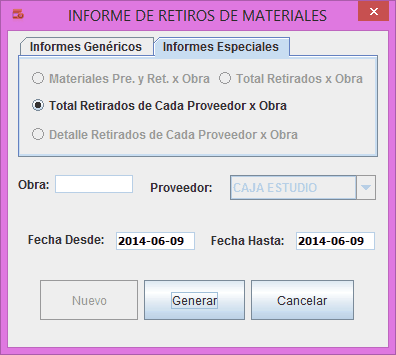 INFORME DE RETIROS DE MATERIALES
Informes Genéricos Informes Especiales
Materiales Pre. y Ret. x Obra Total Retirados x Obra
Total Retirados de Cada Proveedor x Obra
Detalle Retirados de Cada Proveedor x Obra
Obra: Proveedor: CAJA ESTUDIO
Fecha Desde: 2014-06-09 Fecha Hasta: 2014-06-09
Nuevo Generar Cancelar